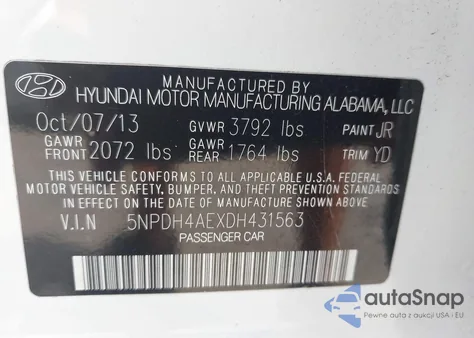 MANUFACTURED BY
HYUNDAI MOTOR MANUFACTURING ALABAMA, LLC
Oct/07/13 GVWR 3792 lbs PAINT JR
GAWR FRONT 2072 lbs GAWR REAR 1764 lbs TRIM YD
THIS VEHICLE CONFORMS TO ALL APPLICABLE U.S.A. FEDERAL
MOTOR VEHICLE SAFETY, BUMPER, AND THEFT PREVENTION STANDARDS
IN EFFECT ON THE DATE OF MANUFACTURE SHOWN ABOVE.
V.I.N 5NPDH4AEXDH431563
PASSENGER CAR
autoSnap
Pewne auta z aukcji USA i EU